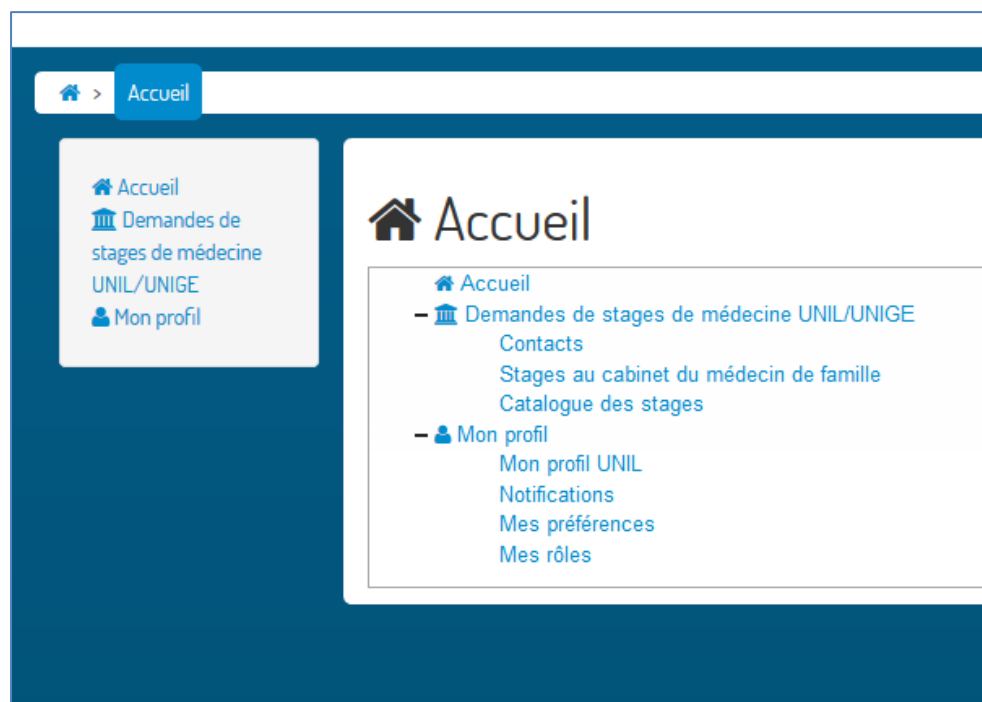 > Accueil
Accueil
Demandes de
stages de médecine
UNIL/UNIGE
Mon profil
Accueil
Accueil
Demandes de stages de médecine UNIL/UNIGE
Contacts
Stages au cabinet du médecin de famille
Catalogue des stages
Mon profil
Mon profil UNIL
Notifications
Mes préférences
Mes rôles